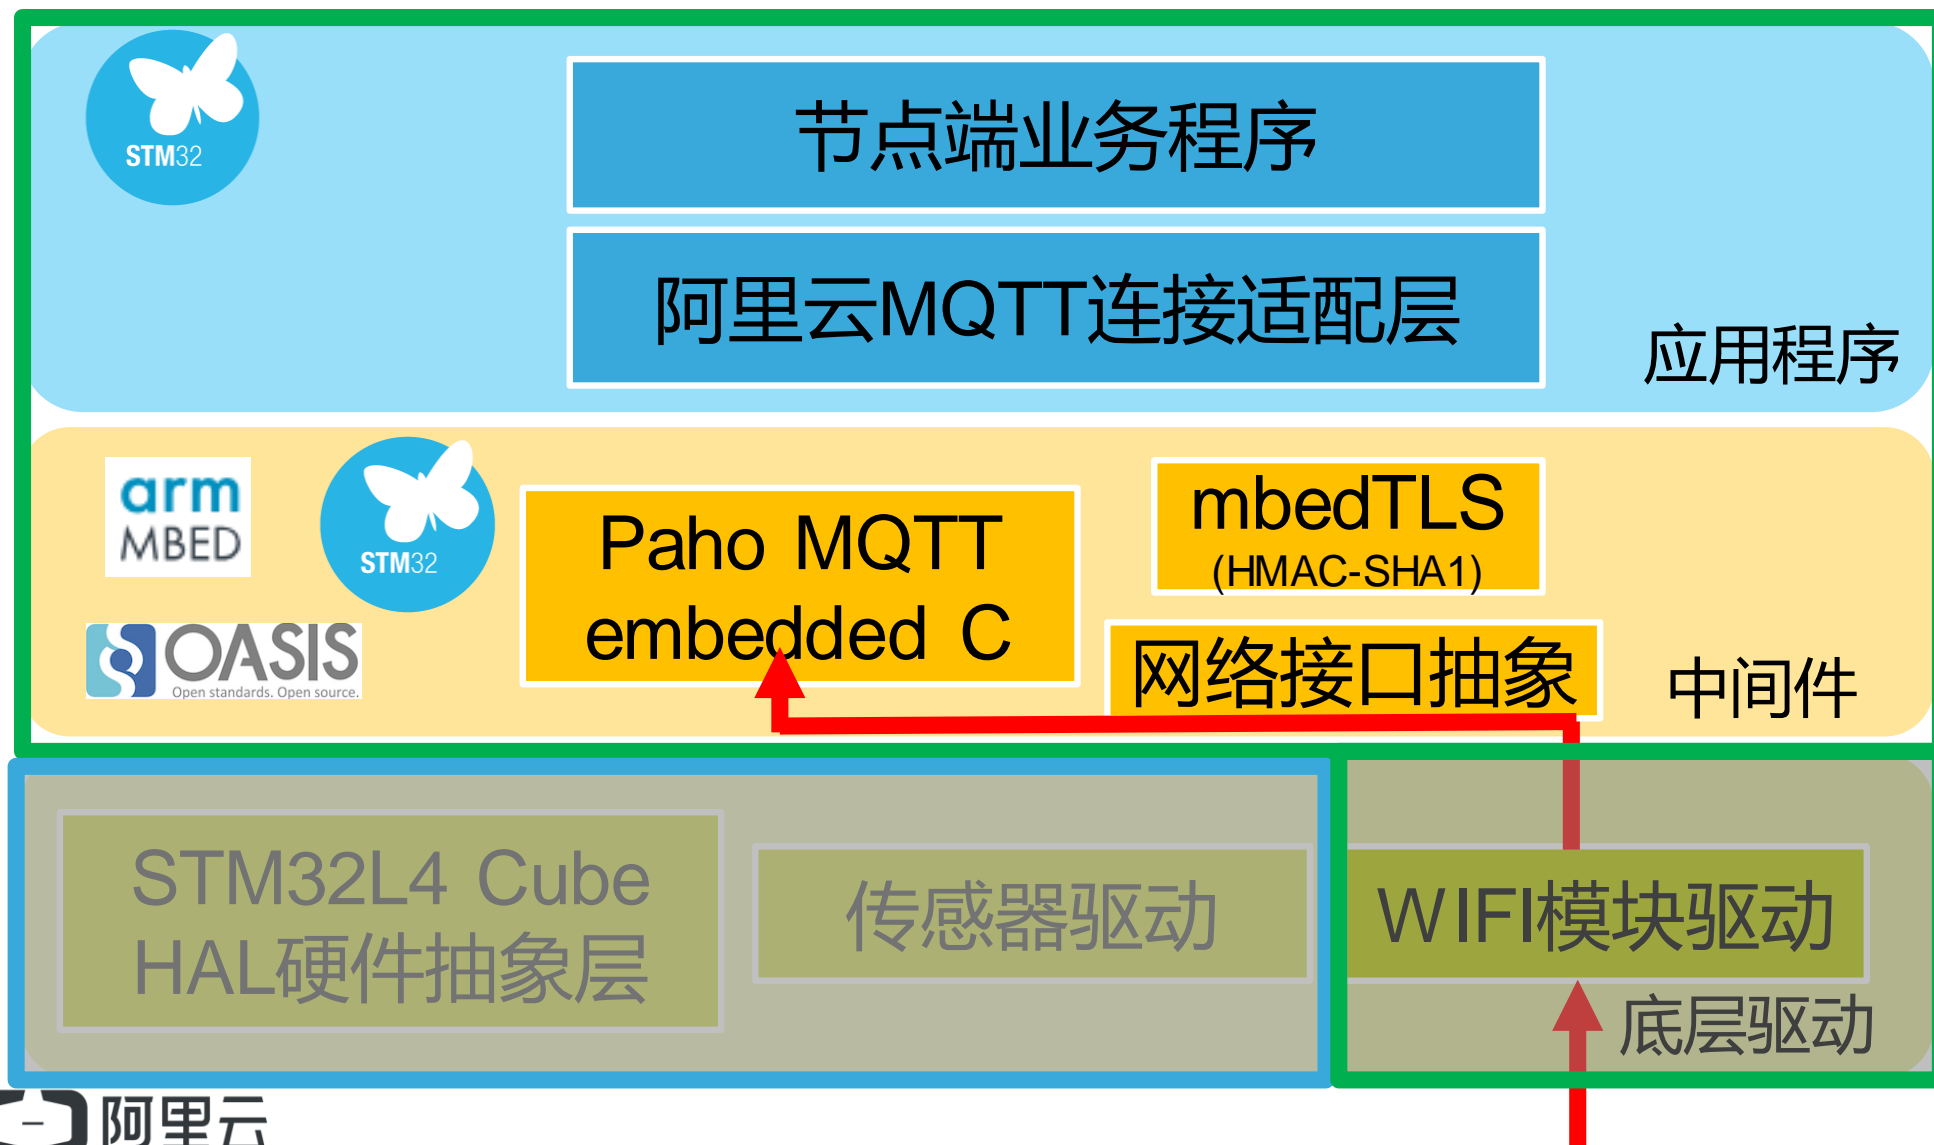 STM32
节点端业务程序
阿里云MQTT连接适配层
应用程序
arm
MBED
STM32
OASIS
Open standards. Open source.
Paho MQTT
embedded C
mbedTLS
(HMAC-SHA1)
网络接口抽象
中间件
STM32L4 Cube
HAL硬件抽象层
传感器驱动
WIFI模块驱动
底层驱动
阿里云